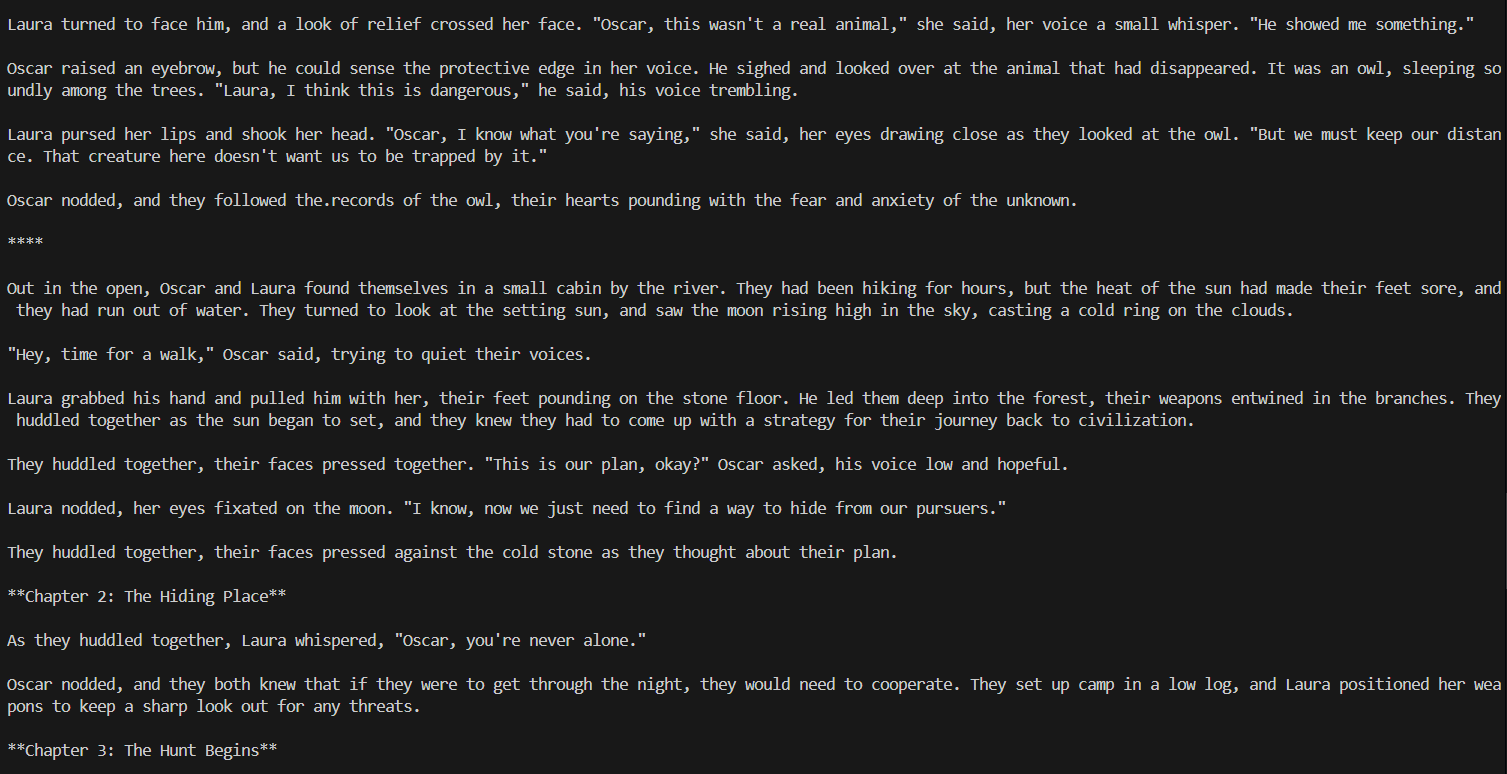 Laura turned to face him, and a look of relief crossed her face. "Oscar, this wasn't a real animal," she said, her voice a small whisper. "He showed me something."
Oscar raised an eyebrow, but he could sense the protective edge in her voice. He sighed and looked over at the animal that had disappeared. It was an owl, sleeping so
undly among the trees. "Laura, I think this is dangerous," he said, his voice trembling.
Laura pursed her lips and shook her head. "Oscar, I know what you're saying," she said, her eyes drawing close as they looked at the owl. "But we must keep our distan
ce. That creature here doesn't want us to be trapped by it."
Oscar nodded, and they followed the.records of the owl, their hearts pounding with the fear and anxiety of the unknown.
****
Out in the open, Oscar and Laura found themselves in a small cabin by the river. They had been hiking for hours, but the heat of the sun had made their feet sore, and
they had run out of water. They turned to look at the setting sun, and saw the moon rising high in the sky, casting a cold ring on the clouds.
"Hey, time for a walk," Oscar said, trying to quiet their voices.
Laura grabbed his hand and pulled him with her, their feet pounding on the stone floor. He led them deep into the forest, their weapons entwined in the branches. They
huddled together as the sun began to set, and they knew they had to come up with a strategy for their journey back to civilization.
They huddled together, their faces pressed together. "This is our plan, okay?" Oscar asked, his voice low and hopeful.
Laura nodded, her eyes fixated on the moon. "I know, now we just need to find a way to hide from our pursuers."
They huddled together, their faces pressed against the cold stone as they thought about their plan.
**Chapter 2: The Hiding Place**
As they huddled together, Laura whispered, "Oscar, you're never alone."
Oscar nodded, and they both knew that if they were to get through the night, they would need to cooperate. They set up camp in a low log, and Laura positioned her wea
pons to keep a sharp look out for any threats.
**Chapter 3: The Hunt Begins**